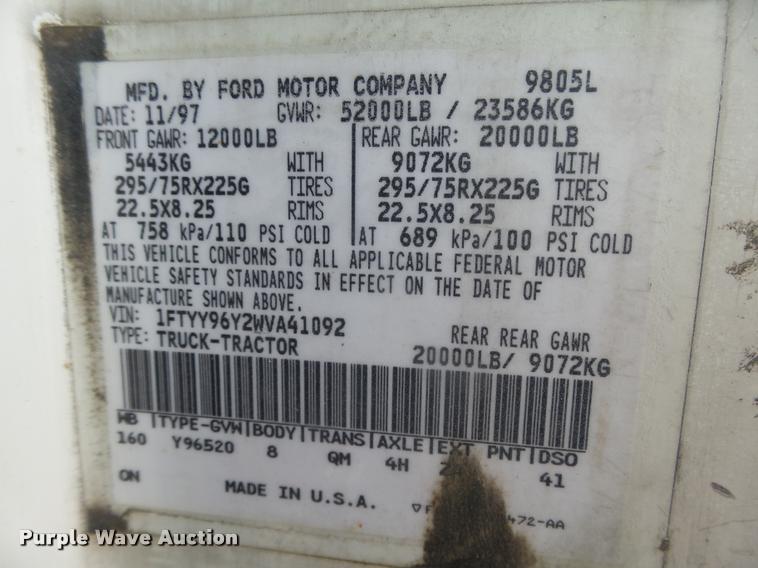 MFD. BY FORD MOTOR COMPANY 9805L
DATE: 11/97 GVWR: 52000LB / 23586KG
FRONT GAWR: 12000LB REAR GAWR: 20000LB
5443KG WITH 9072KG WITH
295/75RX225G TIRES 295/75RX225G TIRES
22.5X8.25 RIMS 22.5X8.25 RIMS
AT 758 kPa/110 PSI COLD AT 689 kPa/100 PSI COLD
THIS VEHICLE CONFORMS TO ALL APPLICABLE FEDERAL MOTOR
VEHICLE SAFETY STANDARDS IN EFFECT ON THE DATE OF
MANUFACTURE SHOWN ABOVE.
VIN: 1FTYY96Y2WVA41092 REAR REAR GAWR
TYPE: TRUCK-TRACTOR 20000LB/ 9072KG
WB TYPE-GVW BODY TRANS AXLE EXT PNT DSO
160 Y96520 8 QM 4H 41
ON MADE IN U.S.A. 472-AA
Purple Wave Auction